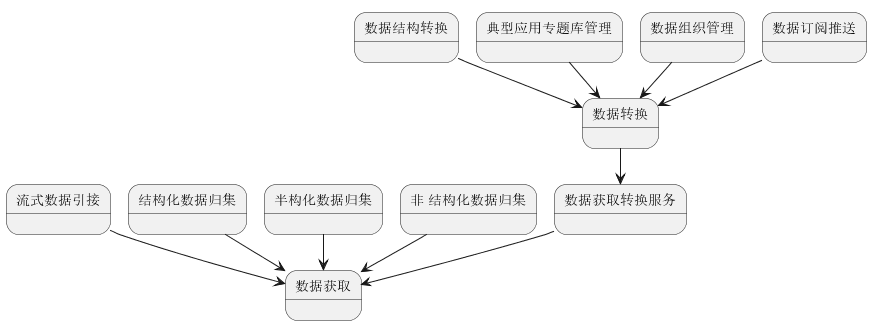 数据结构转换
典型应用专题库管理
数据组织管理
数据订阅推送
数据转换
流式数据引接
结构化数据归集
半构化数据归集
非 结构化数据归集
数据获取转换服务
数据获取